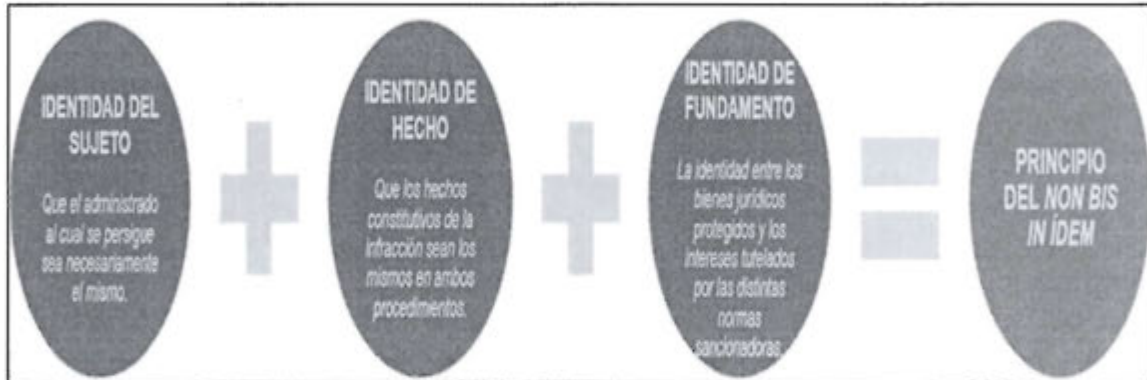 IDENTIDAD DEL
SUJETO
Que el administrado
al cual se persigue
sea necesariamente
el mismo.
IDENTIDAD DE
HECHO
Que los hechos
constitutivos de la
infracción sean los
mismos en ambos
procedimientos.
IDENTIDAD DE
FUNDAMENTO
La identidad entre los
bienes jurídicos
protegidos y los
intereses tutelados
por las distintas
normas
sancionadoras.
PRINCIPIO
DEL NON BIS
IN ÍDEM